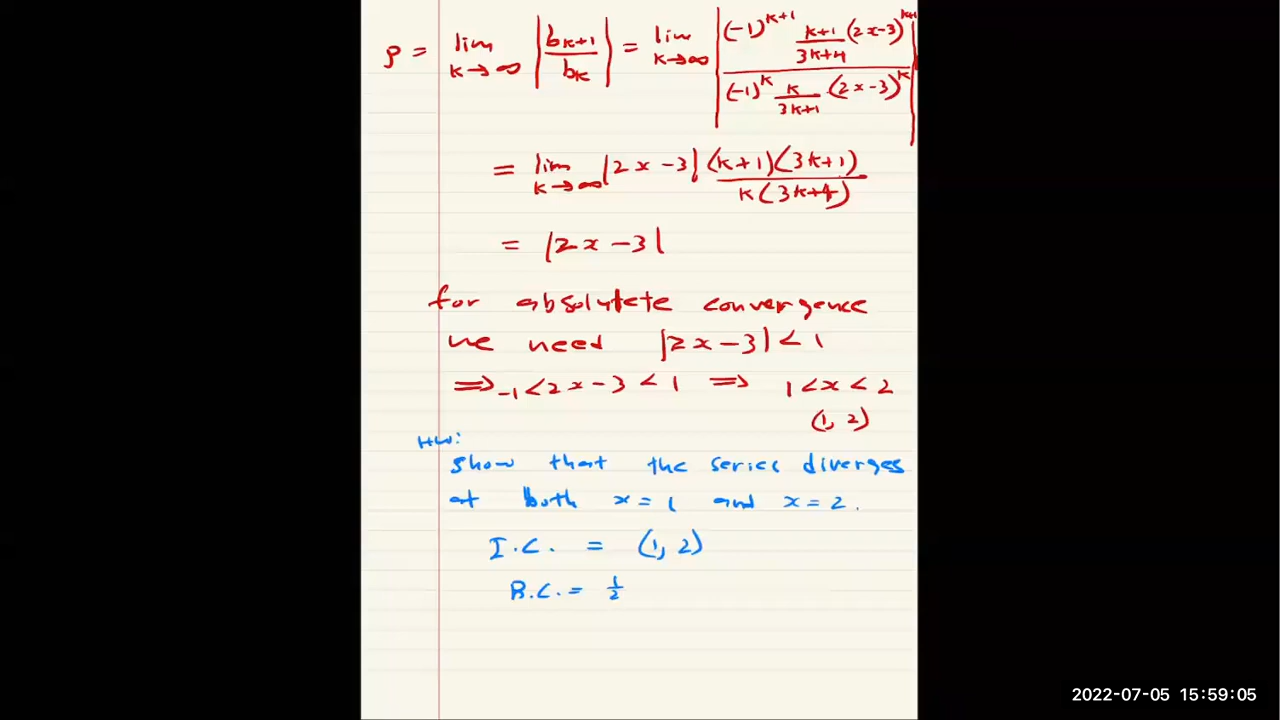 ρ = lim k→∞ |b_{k+1} / b_k| = lim k→∞ |(-1)^{k+1} (k+1)/(3k+4) (2x-3)^{k+1} / (-1)^k k/(3k+1) · (2x-3)^k|
= lim k→∞ |2x-3| (k+1)(3k+1) / k(3k+4)
= |2x-3|
for absolute convergence
we need |2x-3| < 1
⟹ -1 < 2x-3 < 1 ⟹ 1 < x < 2
(1, 2)
HW:
show that the series diverges
at both x = 1 and x = 2.
I.C. = (1, 2)
R.C. = 1/2
2022-07-05 15:59:05